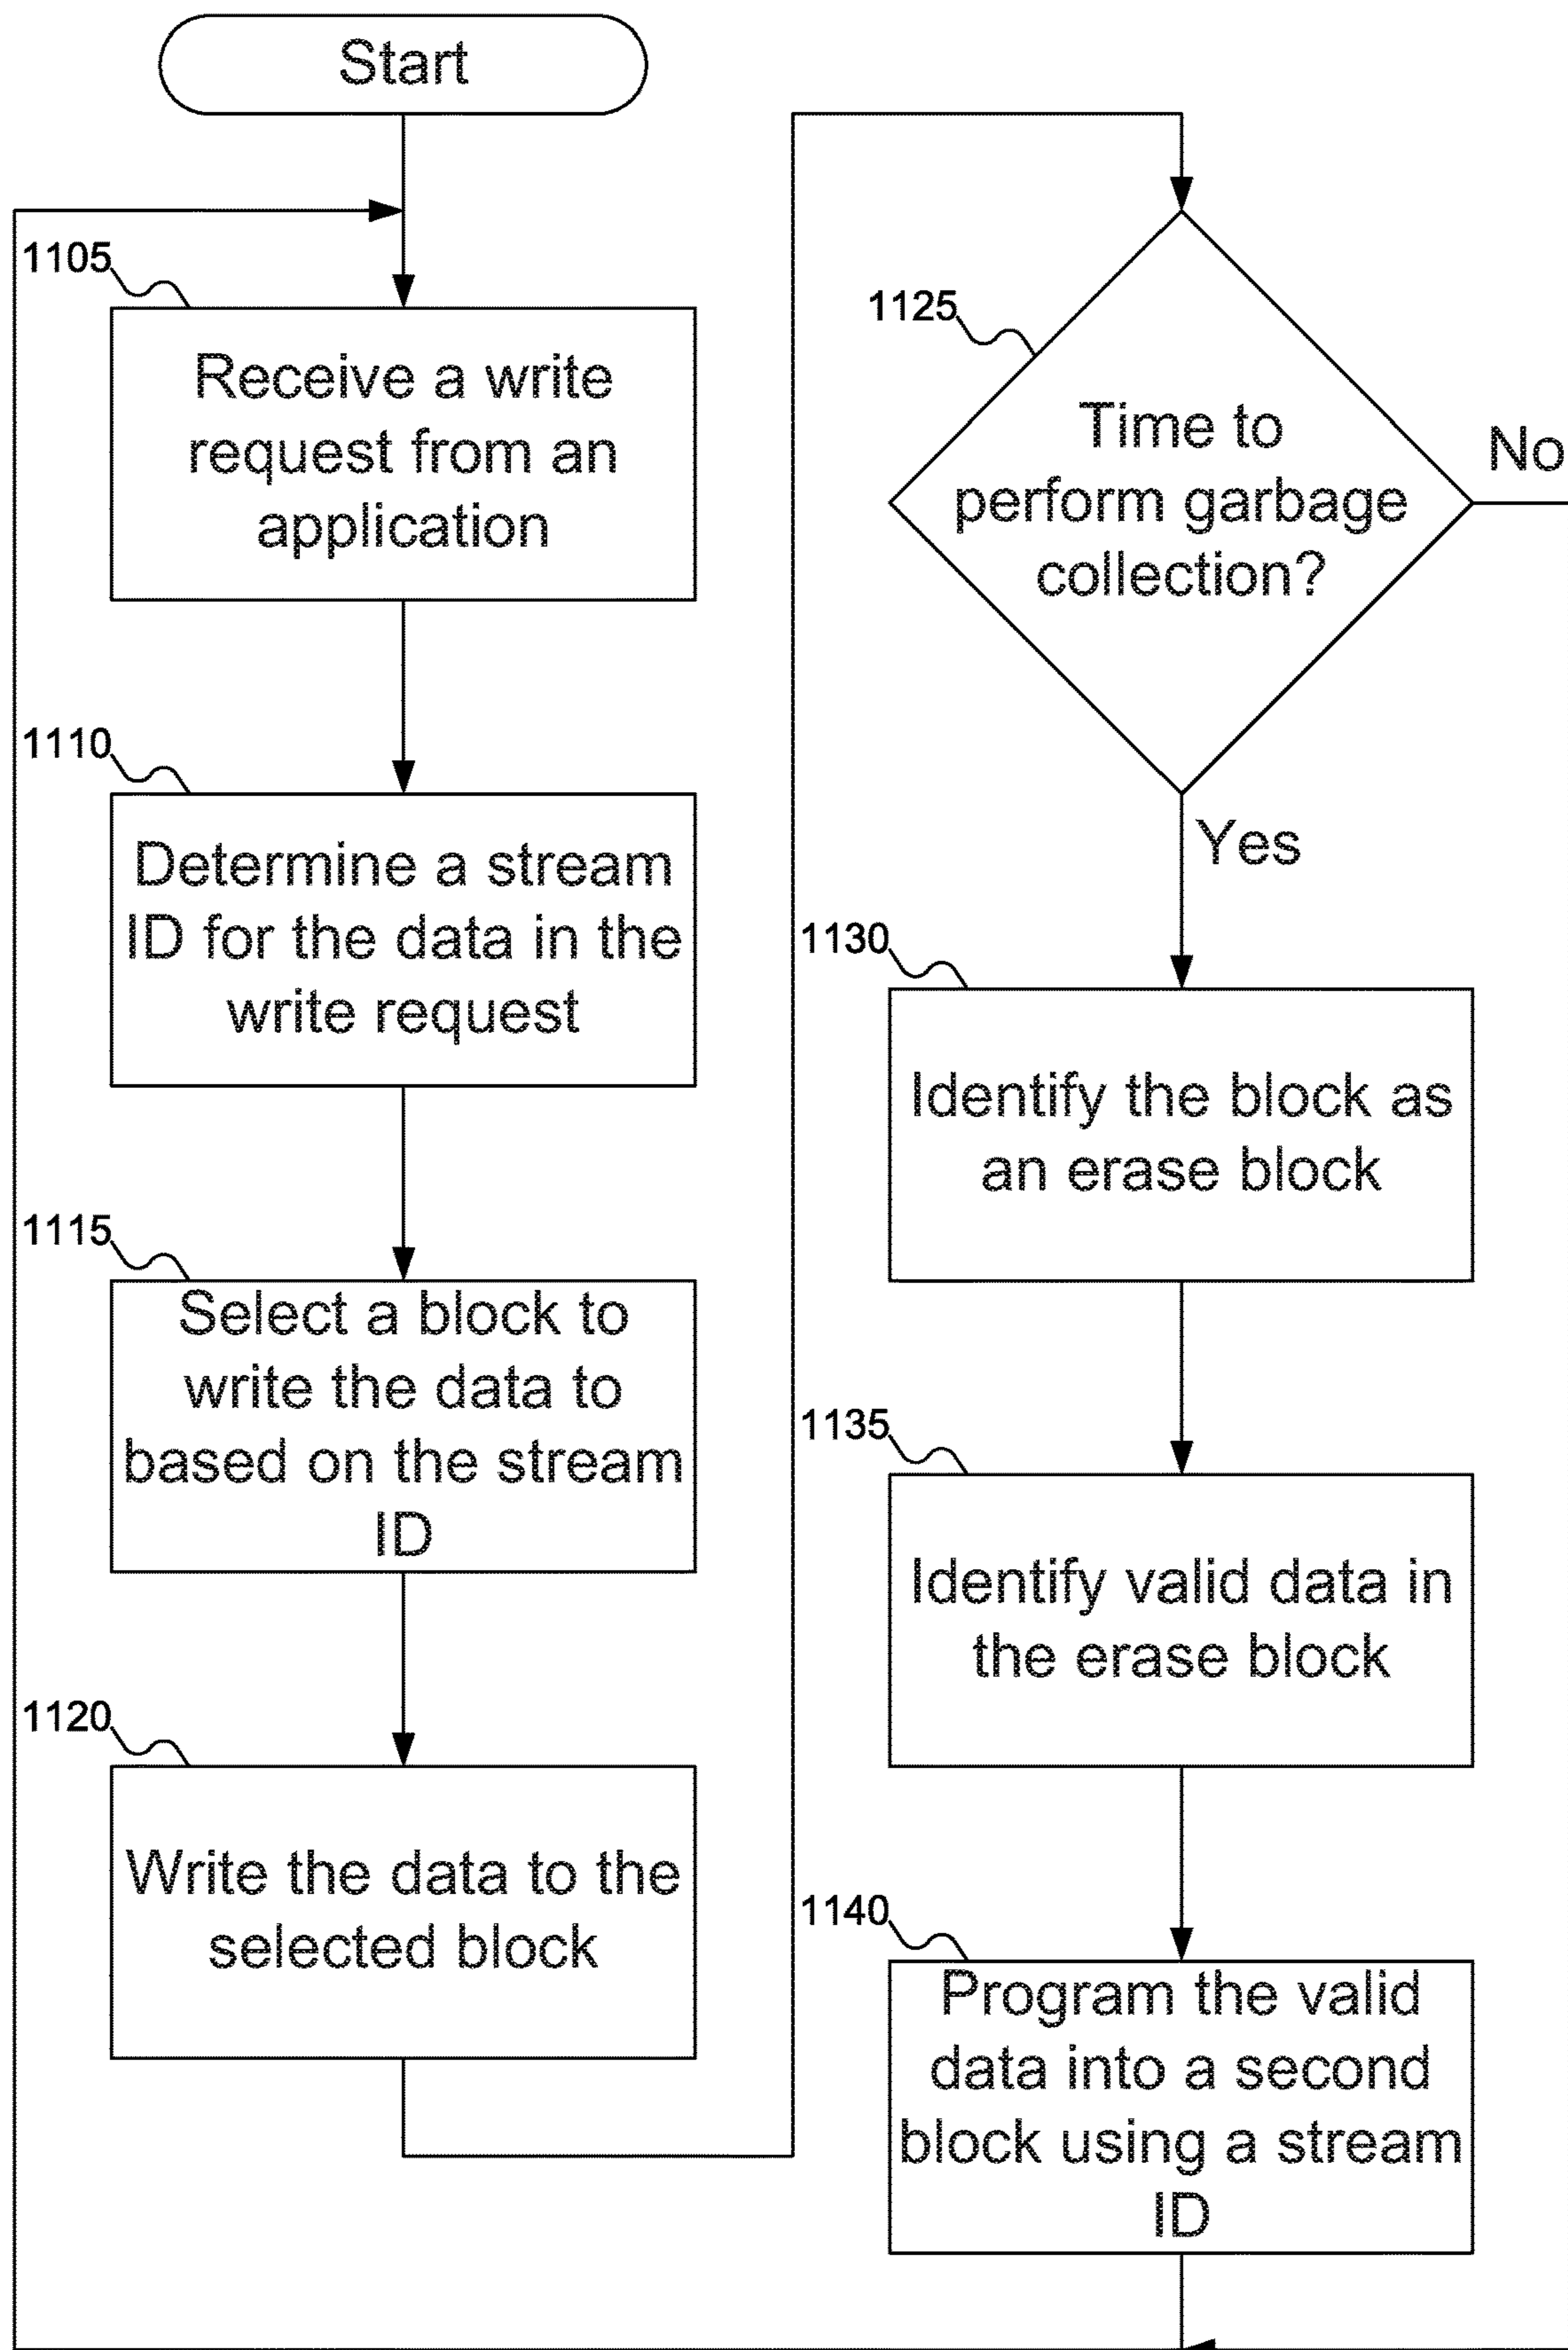 Start
1105
Receive a write
request from an
application
1110
Determine a stream
ID for the data in the
write request
1115
Select a block to
write the data to
based on the stream
ID
1120
Write the data to the
selected block
1125
Time to
perform garbage
collection?
No
Yes
1130
Identify the block as
an erase block
1135
Identify valid data in
the erase block
1140
Program the valid
data into a second
block using a stream
ID